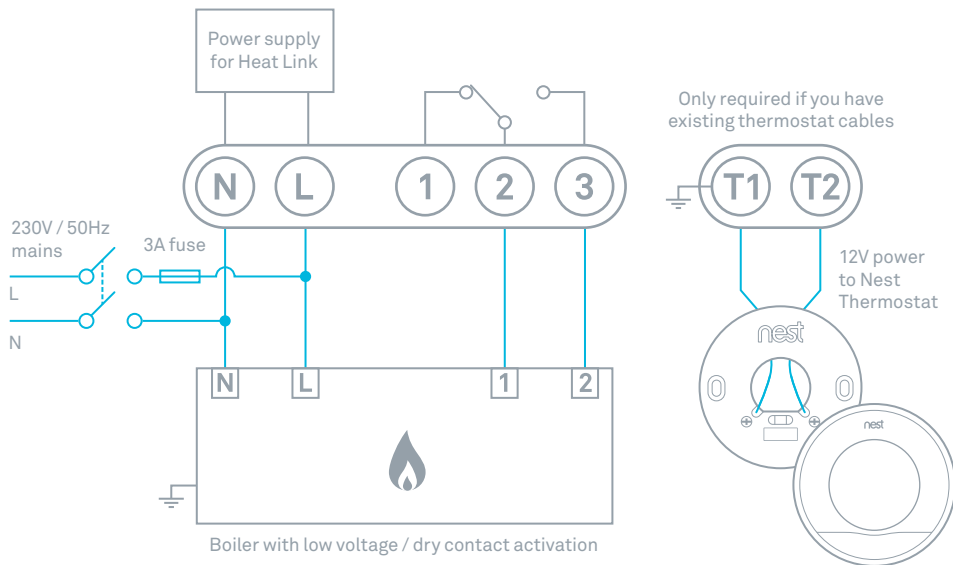 Power supply
for Heat Link
Only required if you have
existing thermostat cables
N L 1 2 3 T1 T2
230V / 50Hz
mains
3A fuse
L
N
12V power
to Nest
Thermostat
nest
N L 1 2
nest
Boiler with low voltage / dry contact activation